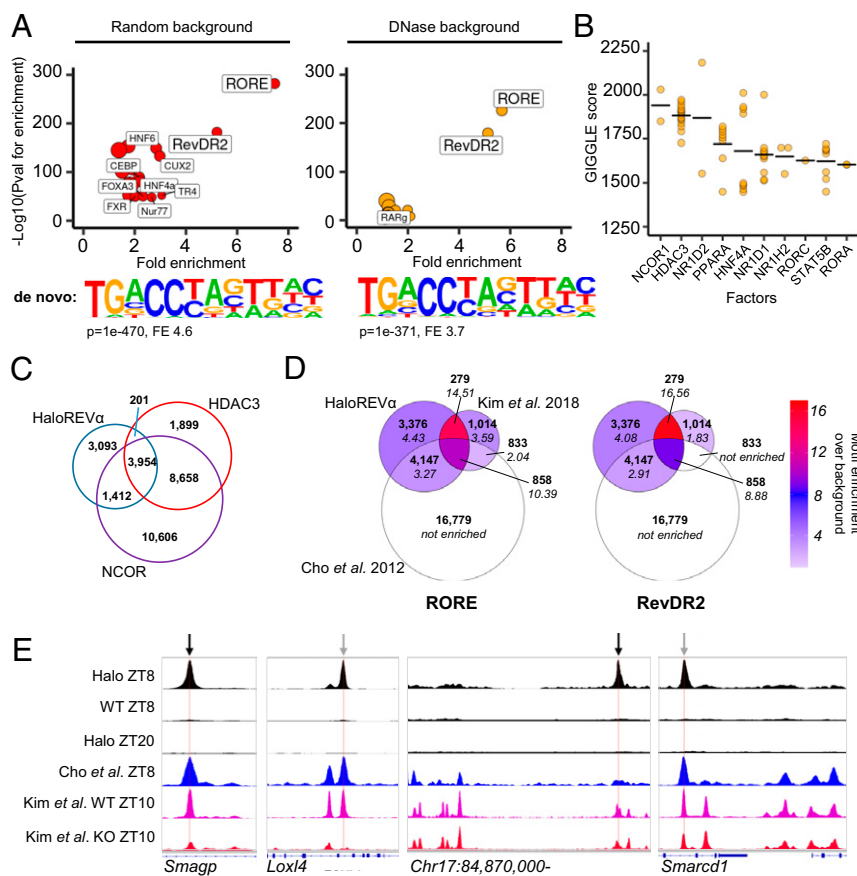 A
Random background
DNase background
-Log10(Pval for enrichment)
300
200
100
0
RORE
HNF6
RevDR2
CEBP
CUX2
FOXA3
HNF4a
TR4
FXR
Nur77
0 2 4 6 8
Fold enrichment
300
200
100
0
RORE
RevDR2
RARg
0 2 4 6 8
Fold enrichment
de novo:
p=1e-470, FE 4.6
p=1e-371, FE 3.7
B
GIGGLE score
2250
2000
1750
1500
1250
NCOR1
HDAC3
NR1D2
PPARA
HNF4A
NR1D1
NR1H2
RORC
STAT5B
RORA
Factors
C
201
HaloREVα
HDAC3
1,899
3,093
3,954
8,658
1,412
10,606
NCOR
D
HaloREVα
279
14.51
Kim et al. 2018
3,376
4.43
1,014
3.59
833
2.04
4,147
3.27
858
10.39
16,779
not enriched
Cho et al. 2012
RORE
279
16.56
3,376
4.08
1,014
1.83
833
not enriched
4,147
2.91
858
8.88
16,779
not enriched
RevDR2
16
12
8
4
Motif enrichment
over background
E
Halo ZT8
WT ZT8
Halo ZT20
Cho et al. ZT8
Kim et al. WT ZT10
Kim et al. KO ZT10
Smagp
Loxl4
Chr17:84,870,000-
Smarcd1